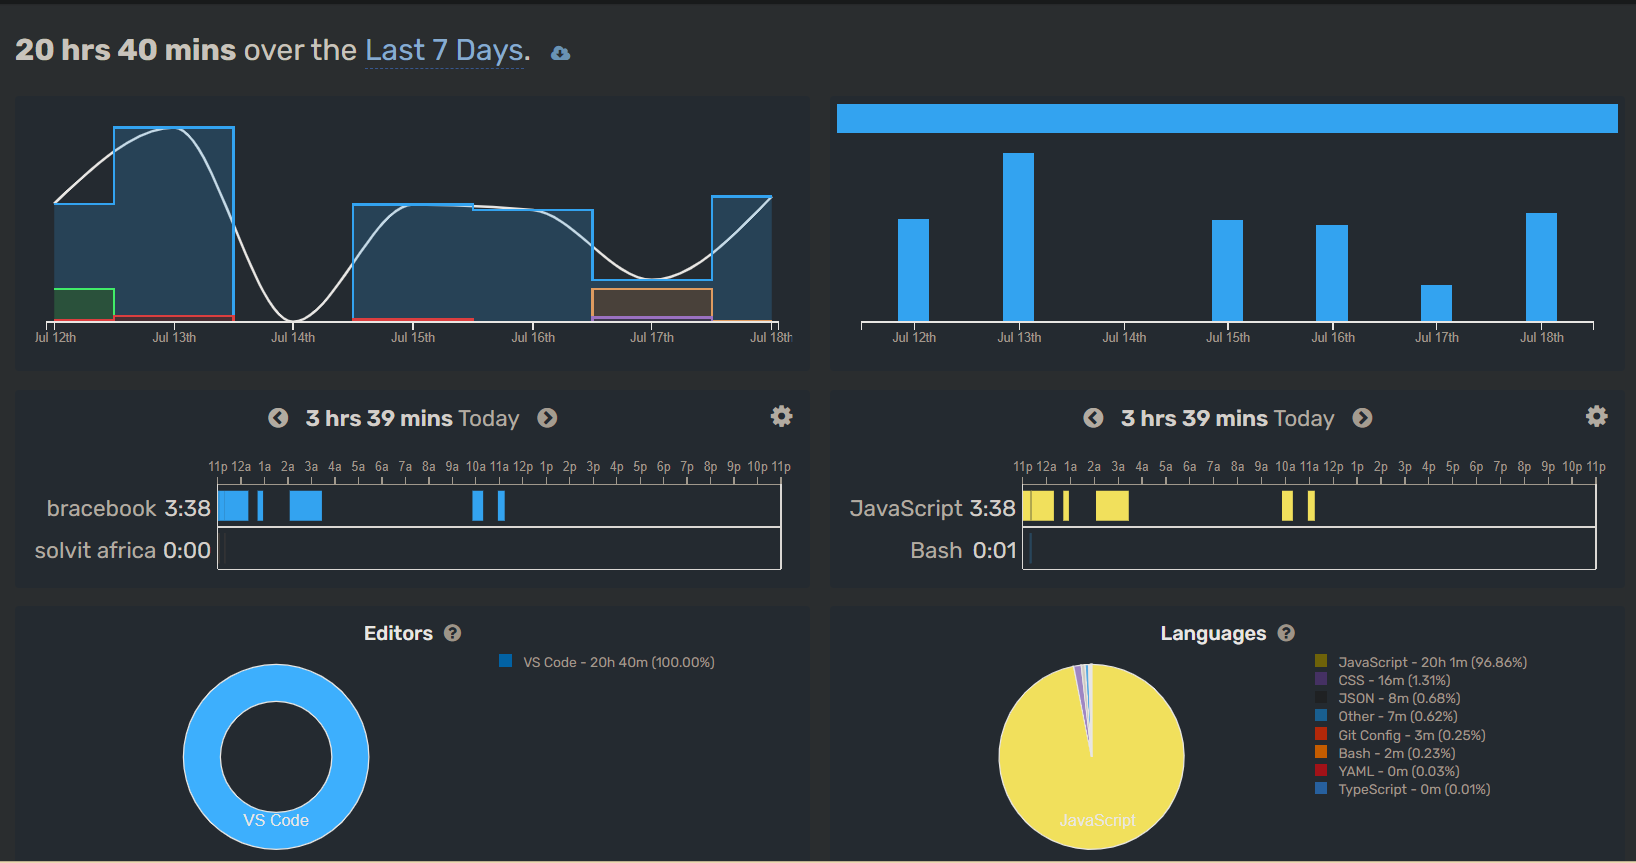 20 hrs 40 mins over the Last 7 Days.
Jul 12th Jul 13th Jul 14th Jul 15th Jul 16th Jul 17th Jul 18th
Jul 12th Jul 13th Jul 14th Jul 15th Jul 16th Jul 17th Jul 18th
3 hrs 39 mins Today
11p 12a 1a 2a 3a 4a 5a 6a 7a 8a 9a 10a 11a 12p 1p 2p 3p 4p 5p 6p 7p 8p 9p 10p 11p
bracebook 3:38
solvit africa 0:00
3 hrs 39 mins Today
11p 12a 1a 2a 3a 4a 5a 6a 7a 8a 9a 10a 11a 12p 1p 2p 3p 4p 5p 6p 7p 8p 9p 10p 11p
JavaScript 3:38
Bash 0:01
Editors ?
VS Code - 20h 40m (100.00%)
VS Code
Languages ?
JavaScript - 20h 1m (96.86%)
CSS - 16m (1.31%)
JSON - 8m (0.68%)
Other - 7m (0.62%)
Git Config - 3m (0.25%)
Bash - 2m (0.23%)
YAML - 0m (0.03%)
TypeScript - 0m (0.01%)
JavaScript